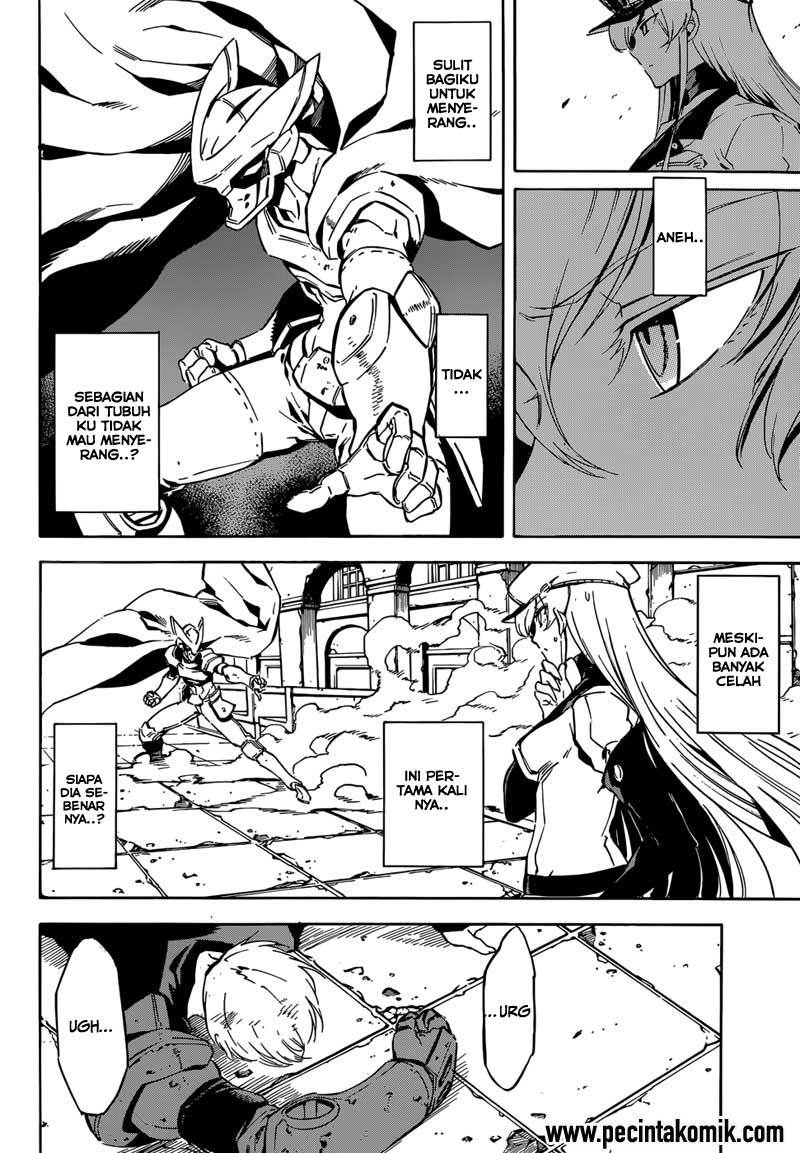 ANEH..
SULIT
BAGIKU
UNTUK
MENYE-
RANG..
TIDAK
...
SEBAGIAN
DARI TUBUH
KU TIDAK
MAU MENYE-
RANG..?
MESKI-
PUN ADA
BANYAK
CELAH
INI PER-
TAMA KALI
NYA..
SIAPA
DIA SE-
BENAR
NYA..?
...URG
UGH...
www.pecintakomik.com